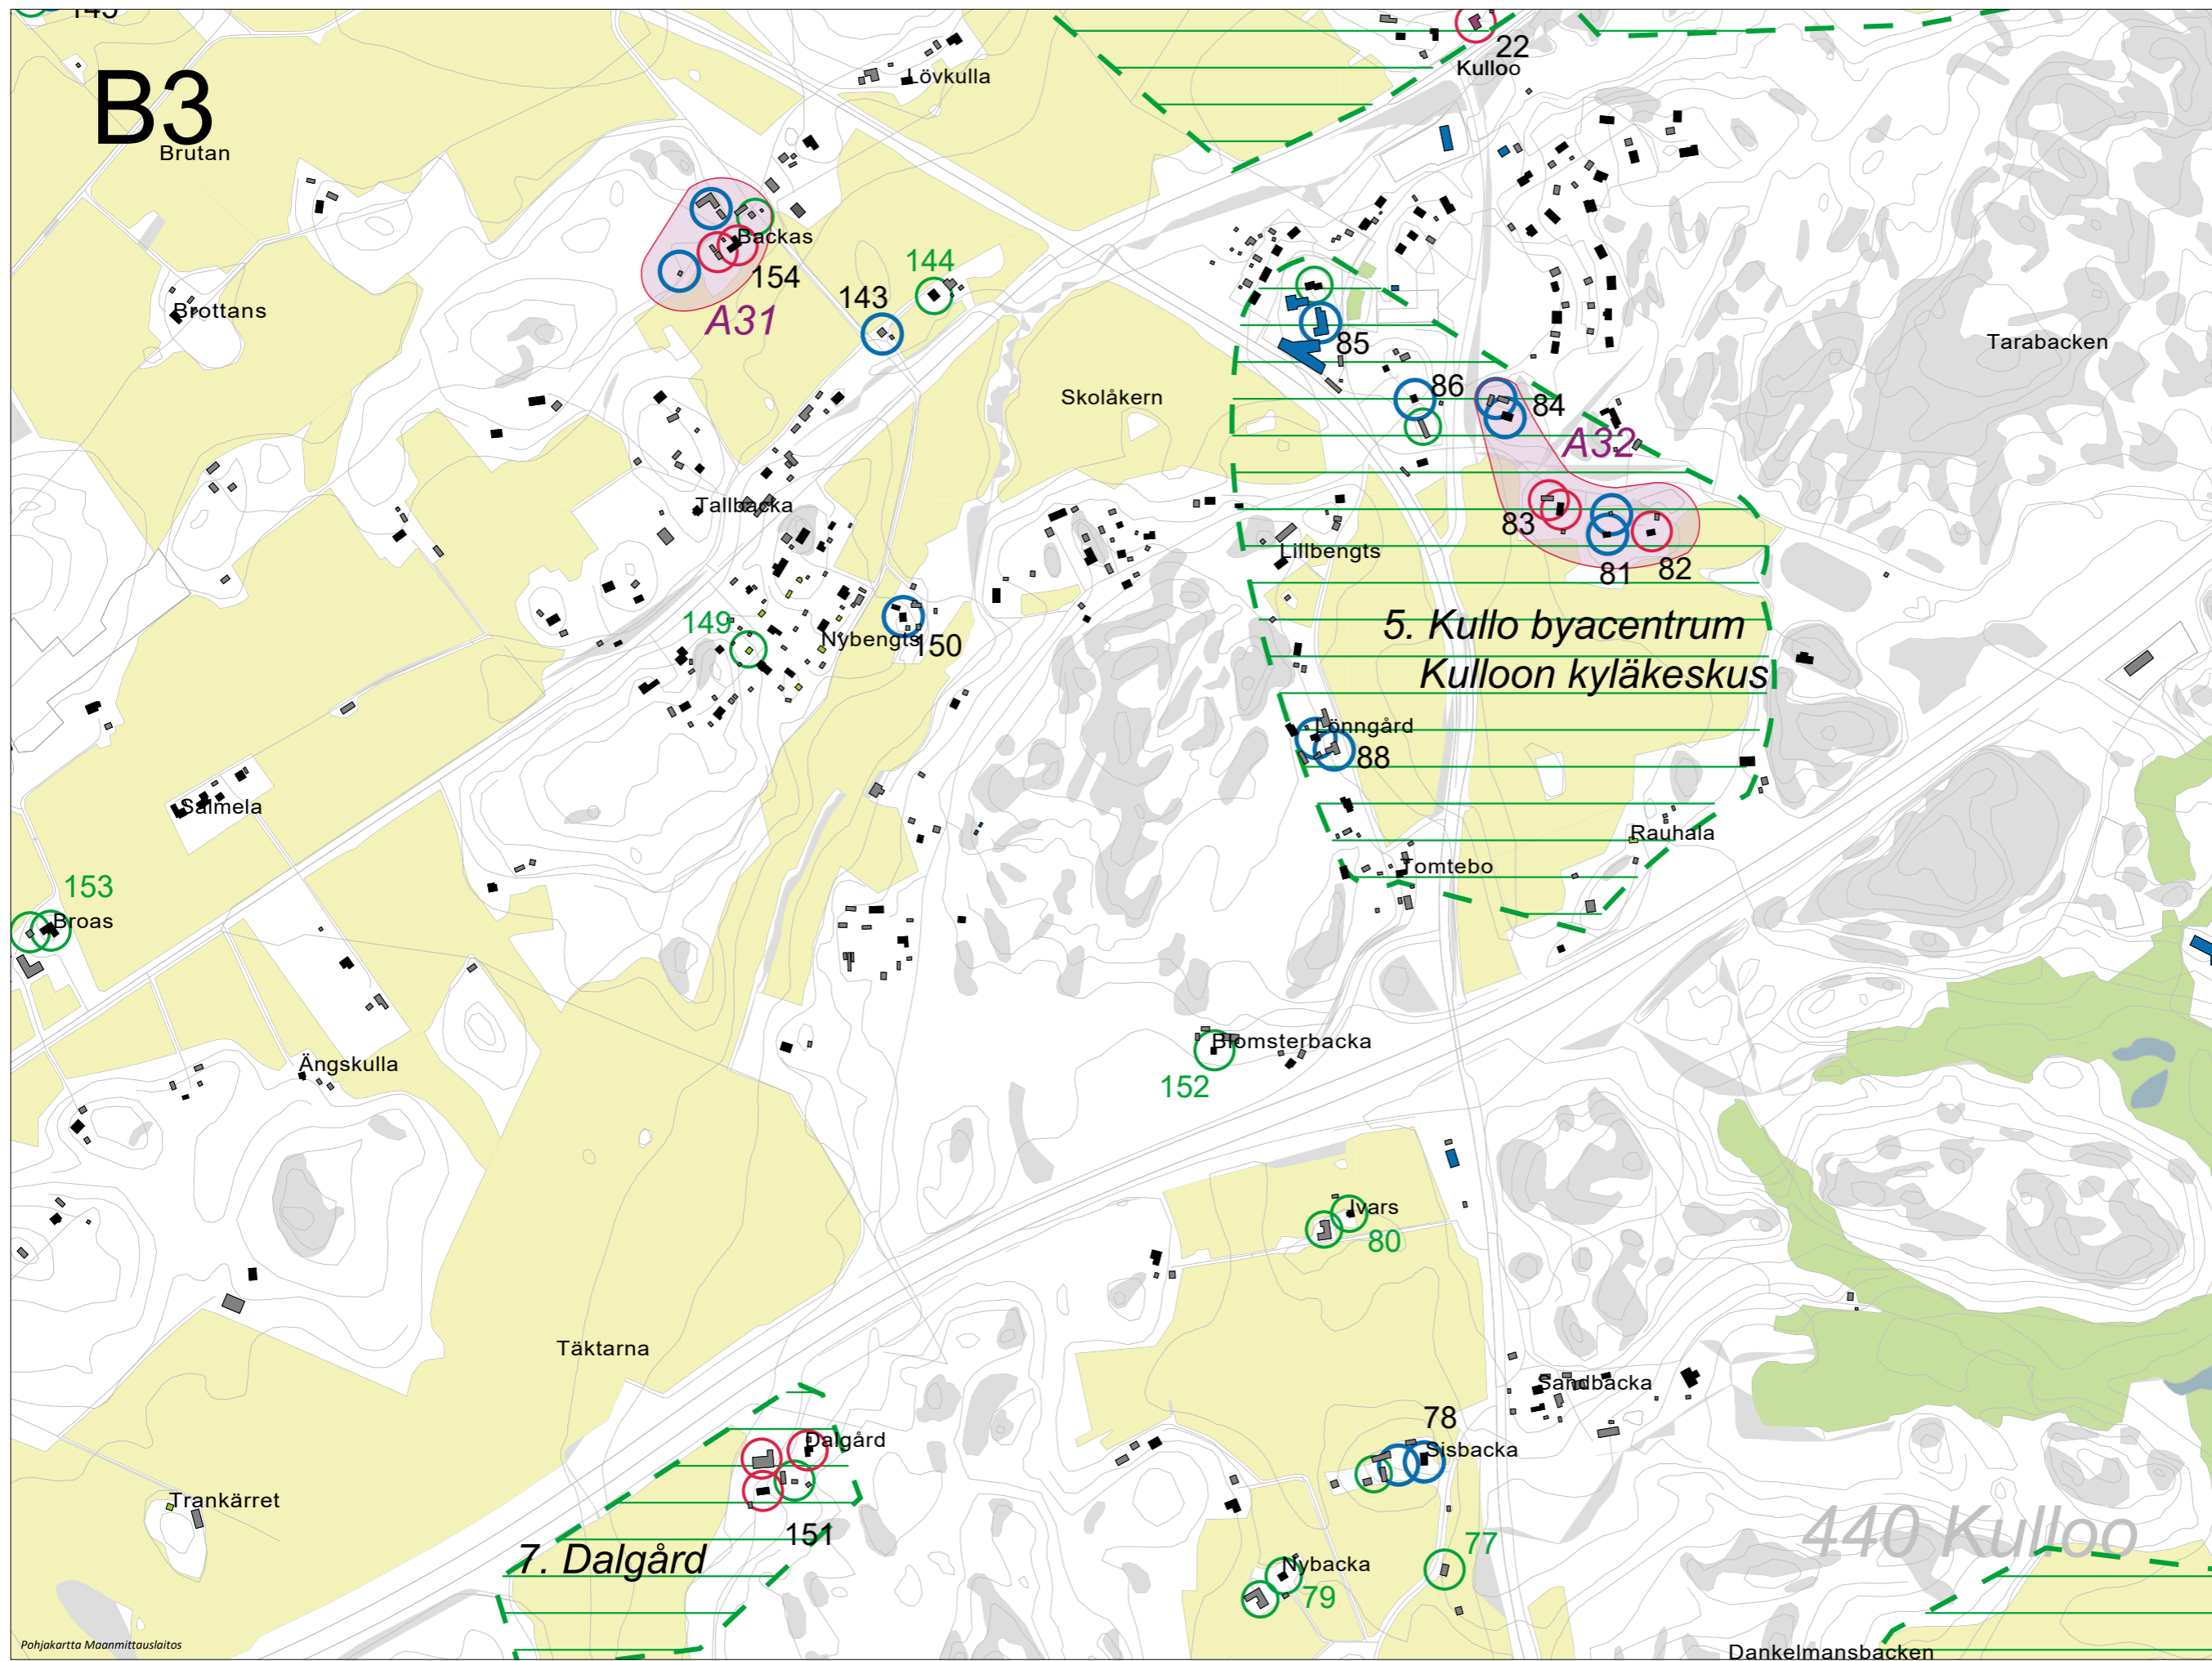 145
B3
Brutan
Lövkulla
22
Kulloo
Backas
154
A31
144
143
Brottans
85
Tarabacken
Skolåkern
86
84
A32
Tallbacka
83
Lillbengts
81
82
149
Nybengts
150
5. Kullo byacentrum
Kulloon kyläkeskus
Lönngård
88
Salmela
Rauhala
Tomtebo
153
Broas
Blomsterbacka
152
Ängskulla
Ivars
80
Täktarna
Sandbacka
78
Sisbacka
Dalgård
Trankärret
151
7. Dalgård
77
440 Kulloo
Nybacka
79
Pohjakartta Maanmittauslaitos
Dankelmansbacken